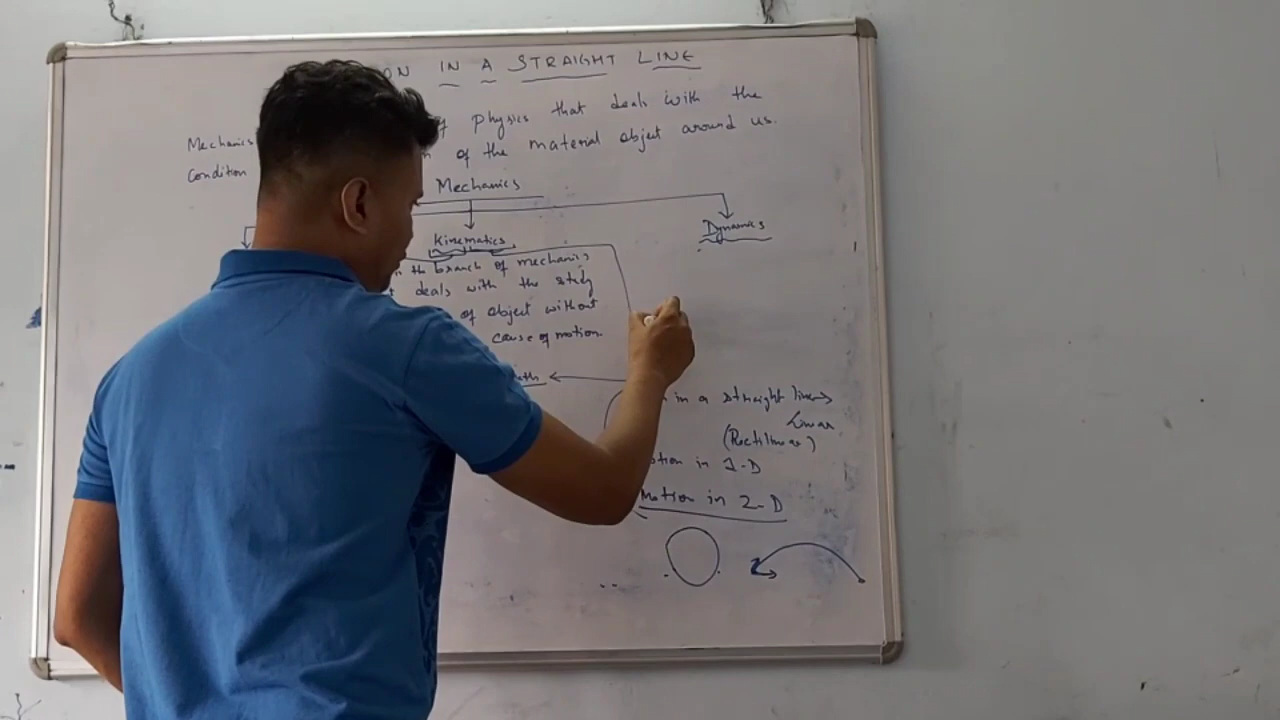 ON IN A STRAIGHT LINE
Mechanics physics that deals with the
Condition of the material object around us.
Mechanics
Kinematics
Dynamics
the branch of mechanics
deals with the study
of object without
cause of motion.
in a straight line
Linear
in 1-D
Motion in 2-D